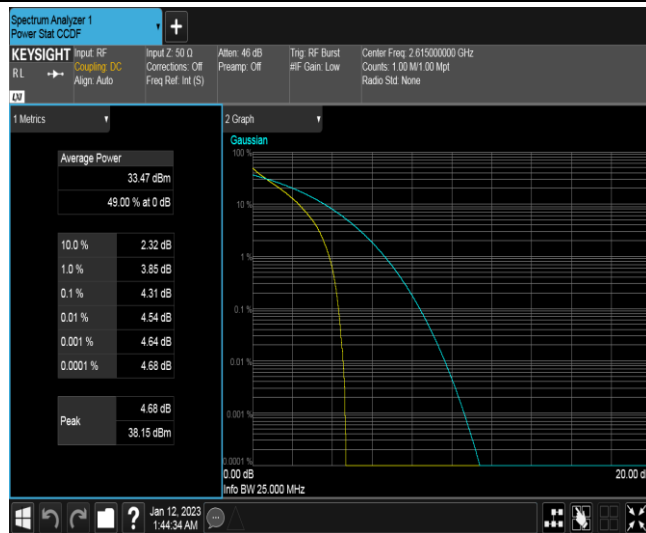 Spectrum Analyzer 1
Power Stat CCDF
+
KEYSIGHT
RL
Input: RF
Coupling: DC
Align: Auto
Input Z: 50 Ω
Corrections: Off
Freq Ref: Int (S)
Atten: 46 dB
Preamp: Off
Trig: RF Burst
#IF Gain: Low
Center Freq: 2.615000000 GHz
Counts: 1.00 M/1.00 Mpt
Radio Std: None
1 Metrics
Average Power
33.47 dBm
49.00 % at 0 dB
10.0 % 2.32 dB
1.0 % 3.85 dB
0.1 % 4.31 dB
0.01 % 4.54 dB
0.001 % 4.64 dB
0.0001 % 4.68 dB
Peak
4.68 dB
38.15 dBm
2 Graph
Gaussian
100 %
10 %
1 %
0.1 %
0.01 %
0.001 %
0.0001 %
0.00 dB
20.00 d
Info BW 25.000 MHz
?
Jan 12, 2023
1:44:34 AM